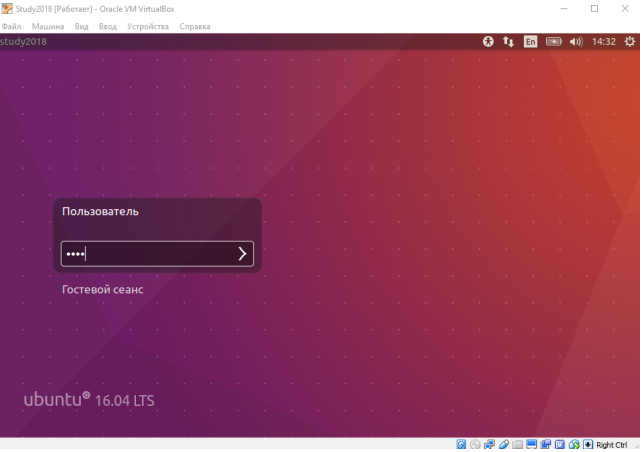 Study2018 [Работает] - Oracle VM VirtualBox
Файл Машина Вид Ввод Устройства Справка
study2018 En 14:32
Пользователь
Гостевой сеанс
ubuntu 16.04 LTS
Right Ctrl